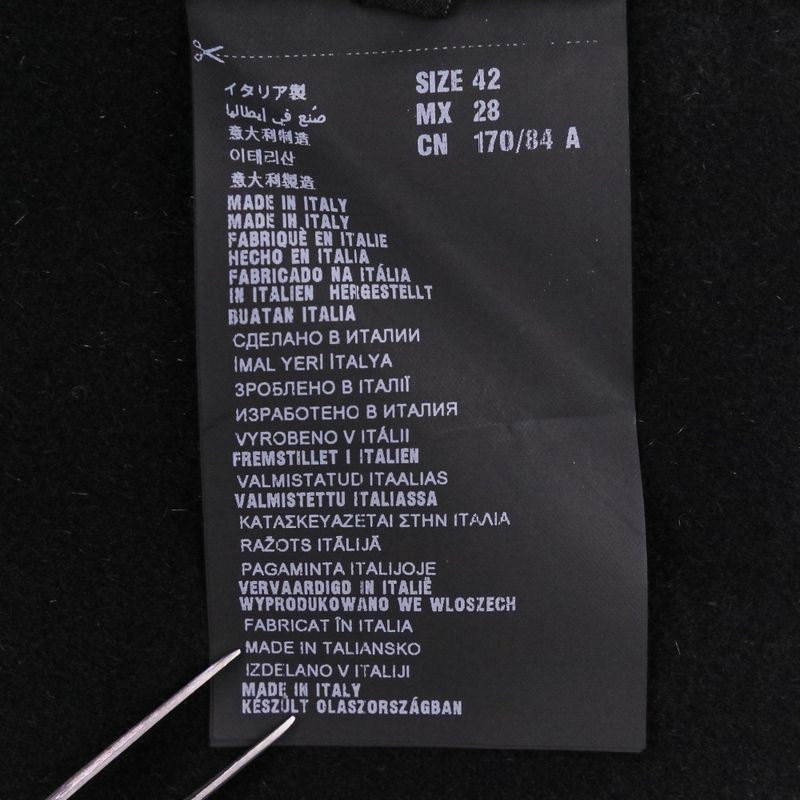 SIZE 42
MX 28
CN 170/84 A
イタリア製
صنع في ايطاليا
意大利制造
이테리산
意大利製造
MADE IN ITALY
MADE IN ITALY
FABRIQUÈ EN ITALIE
HECHO EN ITALIA
FABRICADO NA ITÁLIA
IN ITALIEN HERGESTELLT
BUATAN ITALIA
СДЕЛАНО В ИТАЛИИ
İMAL YERİ İTALYA
ЗРОБЛЕНО В ІТАЛІЇ
ИЗРАБОТЕНО В ИТАЛИЯ
VYROBENO V ITÁLII
FREMSTILLET I ITALIEN
VALMISTATUD ITAALIAS
VALMISTETTU ITALIASSA
ΚΑΤΑΣΚΕΥΑΖΕΤΑΙ ΣΤΗΝ ΙΤΑΛΙΑ
RAŽOTS ITĀLIJĀ
PAGAMINTA ITALIJOJE
VERVAARDIGD IN ITALIË
WYPRODUKOWANO WE WLOSZECH
FABRICAT ÎN ITALIA
MADE IN TALIANSKO
IZDELANO V ITALIJI
MADE IN ITALY
KÉSZÜLT OLASZORSZÁGBAN